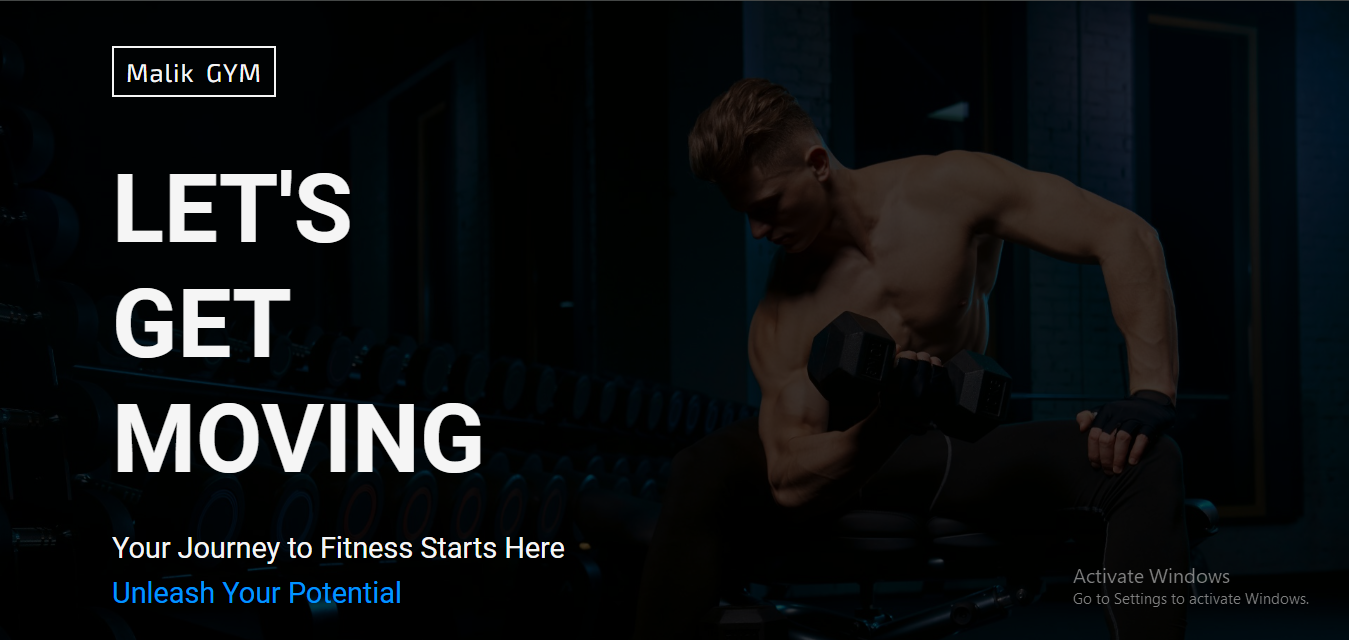 Malik GYM
LET'S
GET
MOVING
Your Journey to Fitness Starts Here
Unleash Your Potential
Activate Windows
Go to Settings to activate Windows.